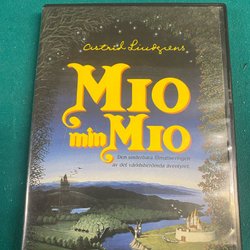 Astrid Lindgrens
MIO
min
MIO
Den underbara filmatiseringen
av det världsberömda äventyret.